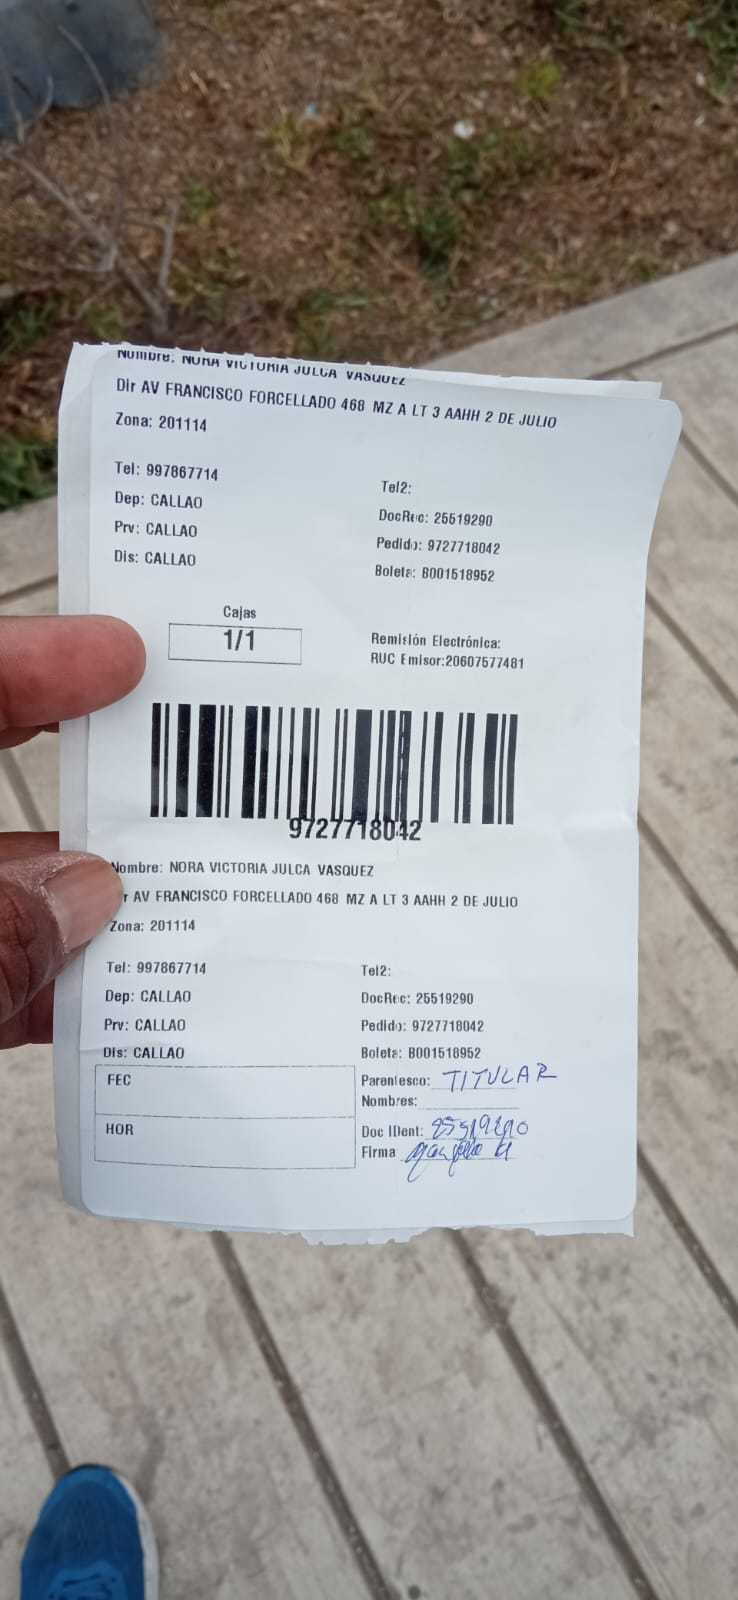 Nombre: NORA VICTORIA JULCA VASQUEZ
Dir AV FRANCISCO FORCELLADO 468 MZ A LT 3 AAHH 2 DE JULIO
Zona: 201114
Tel: 997867714
Tel2:
Dep: CALLAO
DocRec: 25519290
Prv: CALLAO
Pedido: 9727718042
Dis: CALLAO
Boleta: B001518952
Cajas
1/1
Remisión Electrónica:
RUC Emisor:20607577481
9727718042
Nombre: NORA VICTORIA JULCA VASQUEZ
Dir AV FRANCISCO FORCELLADO 468 MZ A LT 3 AAHH 2 DE JULIO
Zona: 201114
Tel: 997867714
Tel2:
Dep: CALLAO
DocRec: 25519290
Prv: CALLAO
Pedido: 9727718042
Dis: CALLAO
Boleta: B001518952
FEC
Parentesco: TITULAR
Nombres:
HOR
Doc IDent: 25519290
Firma